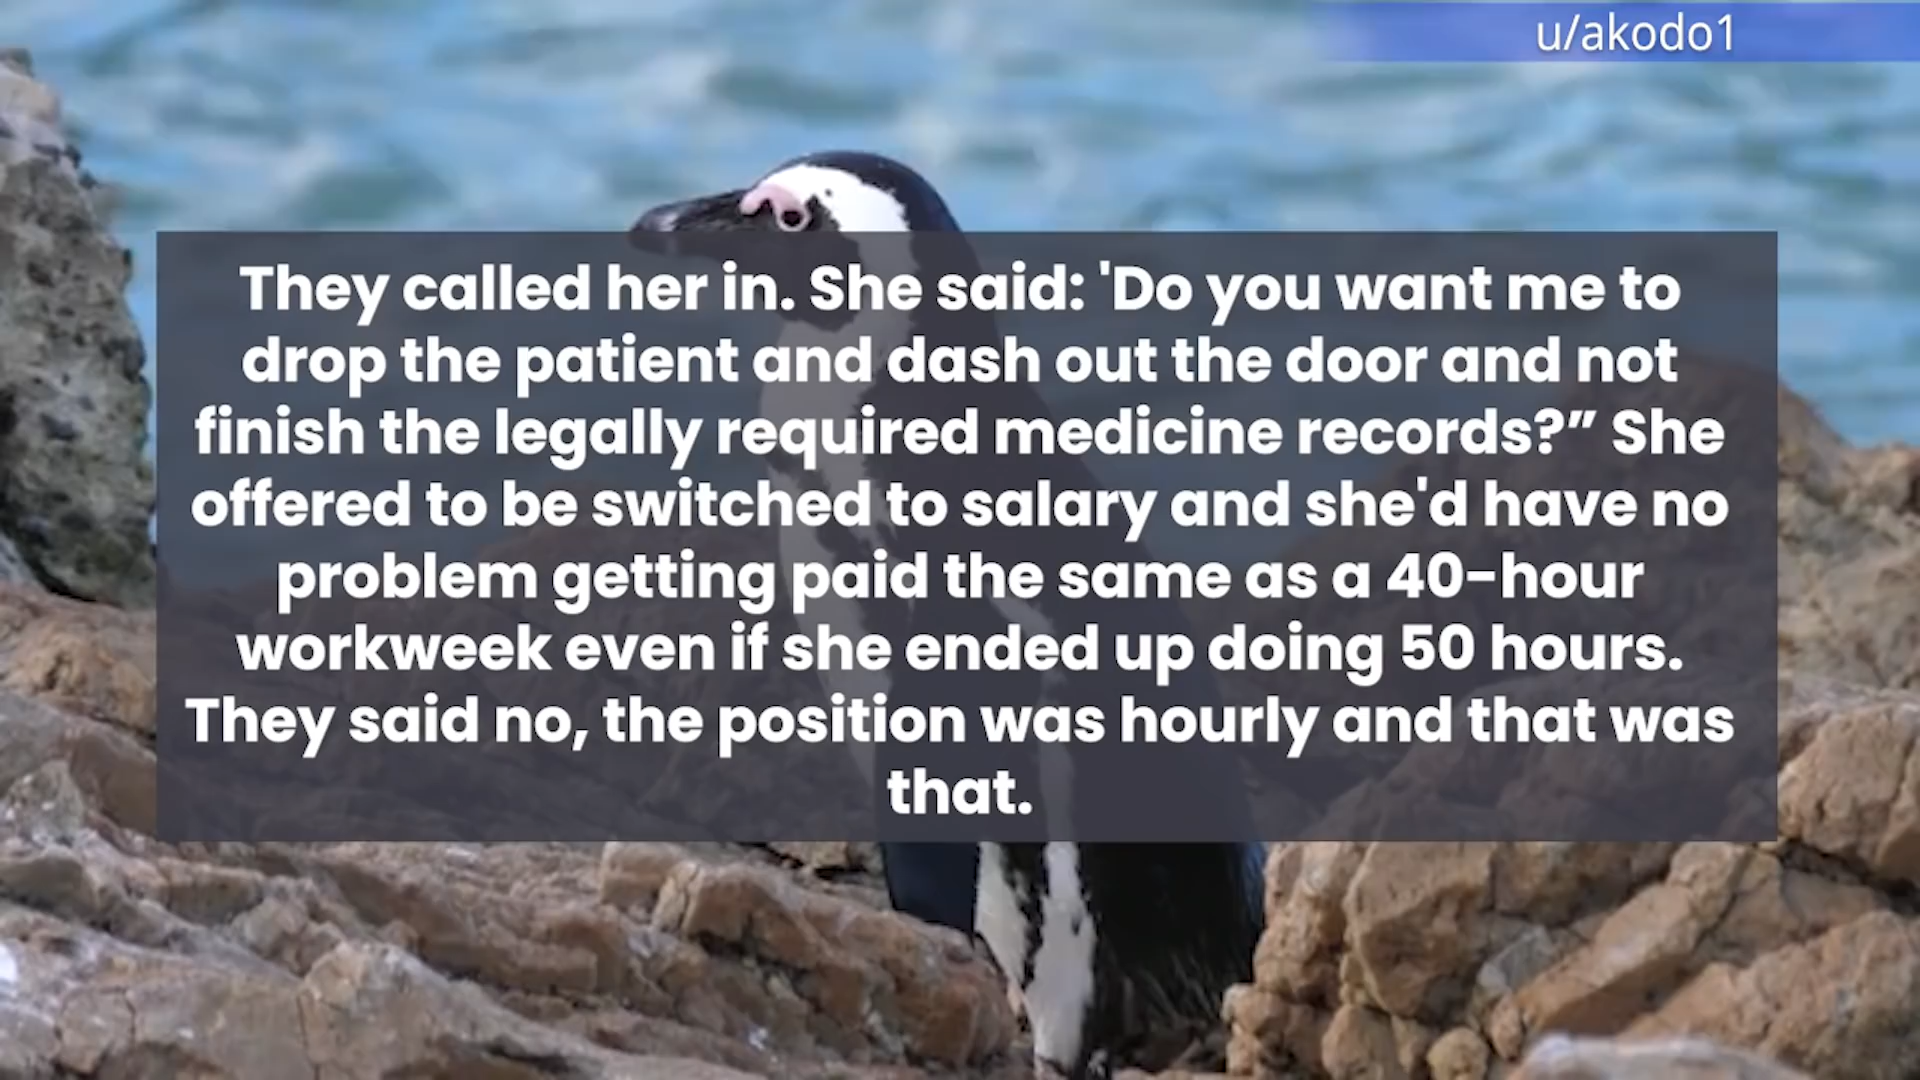 u/akodo1
They called her in. She said: 'Do you want me to
drop the patient and dash out the door and not
finish the legally required medicine records?” She
offered to be switched to salary and she'd have no
problem getting paid the same as a 40-hour
workweek even if she ended up doing 50 hours.
They said no, the position was hourly and that was
that.